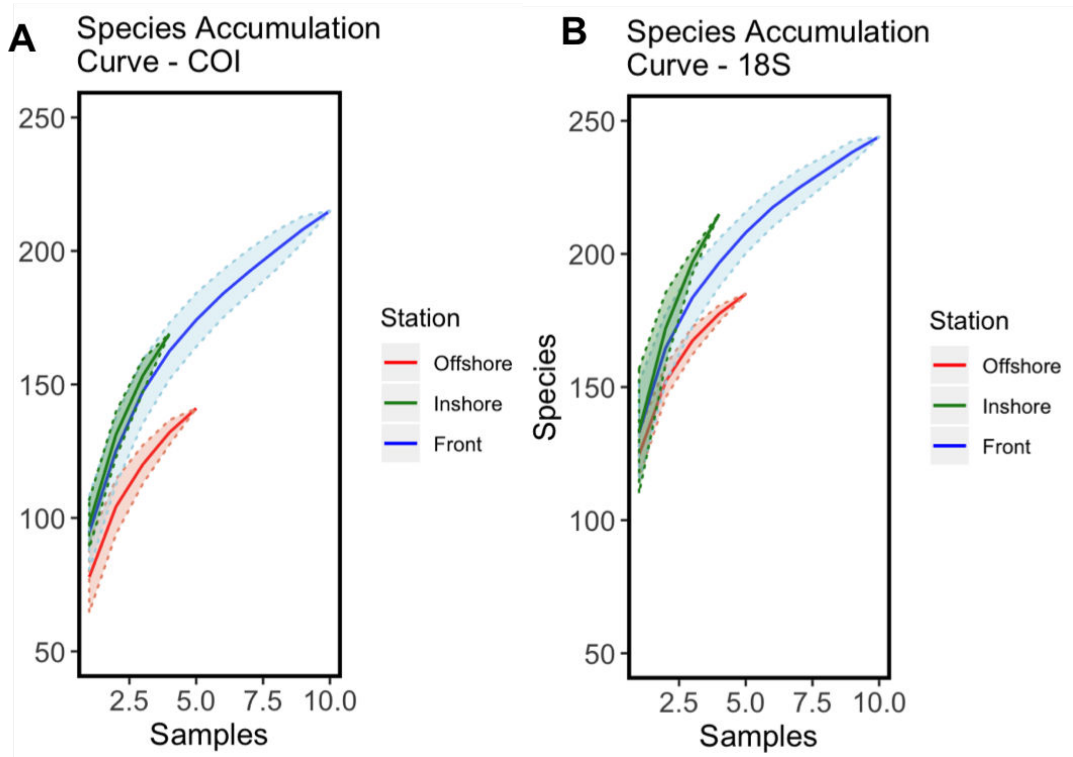 A
Species Accumulation
Curve - COI
250
200
150
100
50
2.5 5.0 7.5 10.0
Samples
Station
Offshore
Inshore
Front
B
Species Accumulation
Curve - 18S
Species
250
200
150
100
50
2.5 5.0 7.5 10.0
Samples
Station
Offshore
Inshore
Front